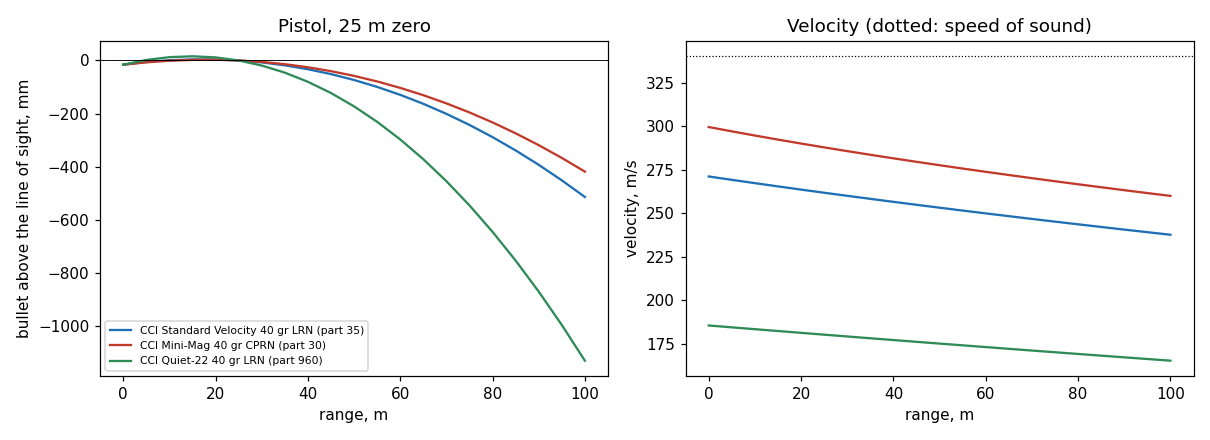 Pistol, 25 m zero
bullet above the line of sight, mm
0
−200
−400
−600
−800
−1000
CCI Standard Velocity 40 gr LRN (part 35)
CCI Mini-Mag 40 gr CPRN (part 30)
CCI Quiet-22 40 gr LRN (part 960)
0 20 40 60 80 100
range, m
Velocity (dotted: speed of sound)
velocity, m/s
325
300
275
250
225
200
175
0 20 40 60 80 100
range, m